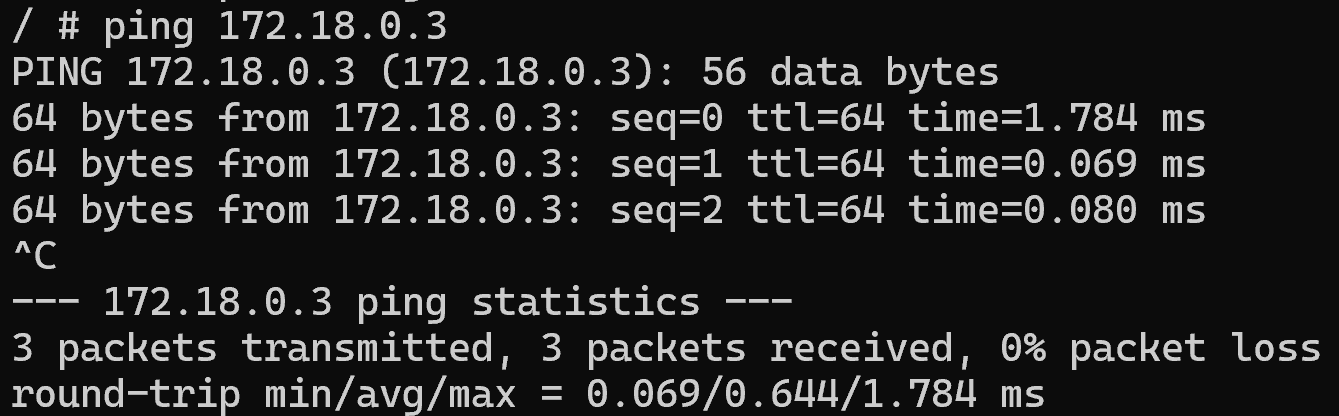 / # ping 172.18.0.3
PING 172.18.0.3 (172.18.0.3): 56 data bytes
64 bytes from 172.18.0.3: seq=0 ttl=64 time=1.784 ms
64 bytes from 172.18.0.3: seq=1 ttl=64 time=0.069 ms
64 bytes from 172.18.0.3: seq=2 ttl=64 time=0.080 ms
^C
--- 172.18.0.3 ping statistics ---
3 packets transmitted, 3 packets received, 0% packet loss
round-trip min/avg/max = 0.069/0.644/1.784 ms